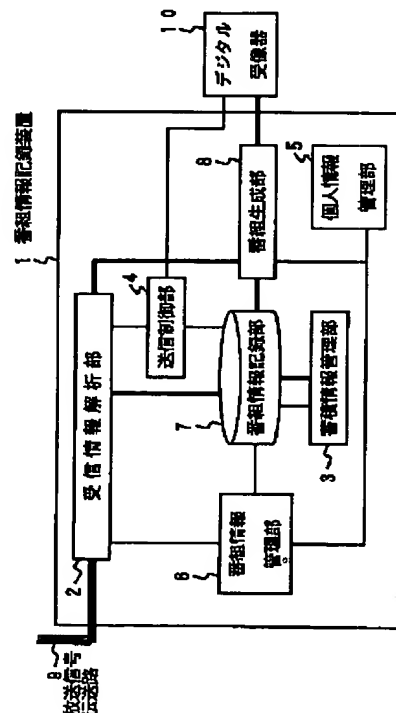 1 番組情報記録装置
9
放送信号
伝送路
2
受信情報解析部
4
送信制御部
10
デジタル
受像器
6
番組情報
管理部
7
番組情報記録部
3
蓄積情報管理部
8
番組生成部
5
個人情報
管理部